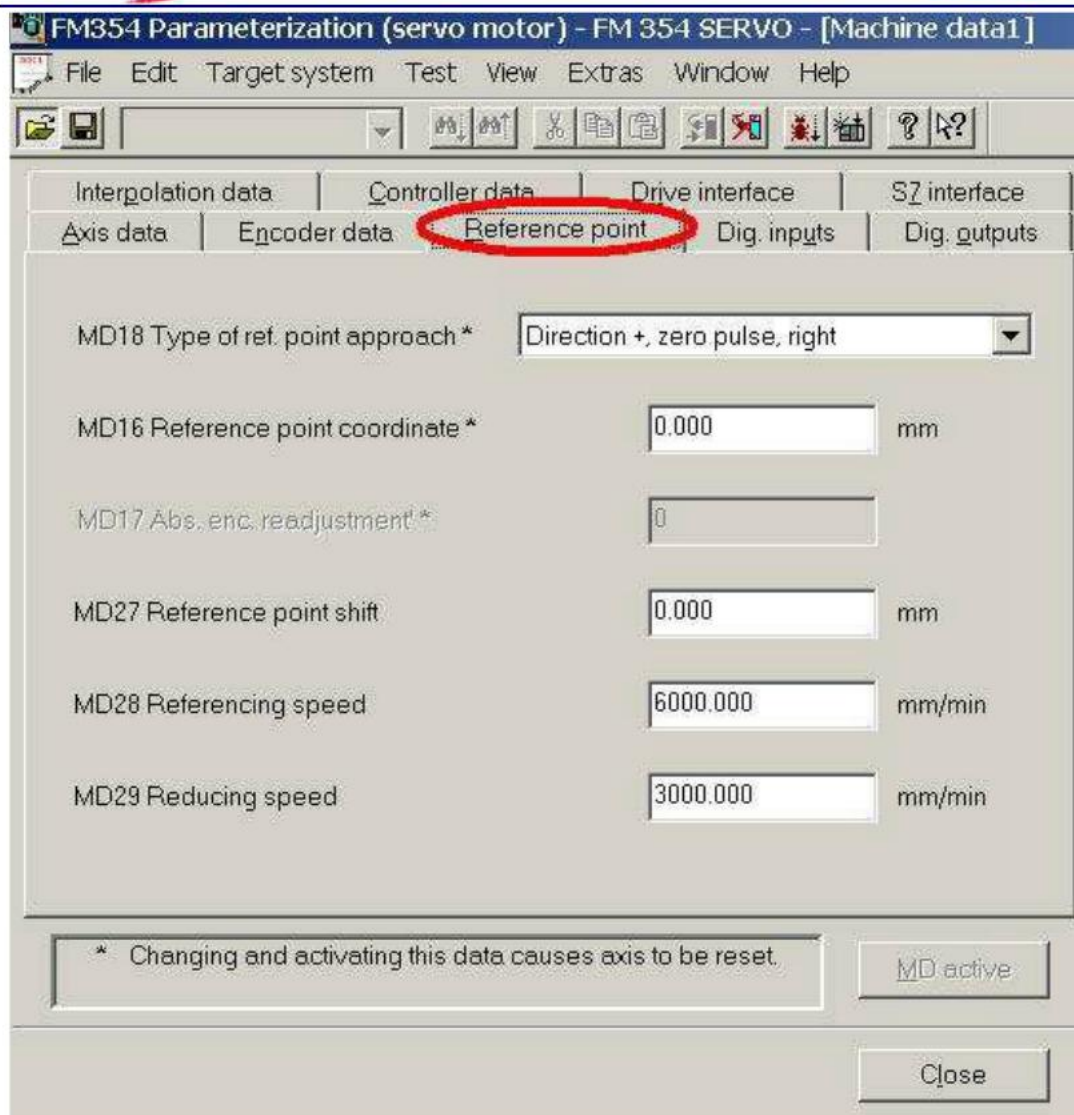 FM354 Parameterization (servo motor) - FM 354 SERVO - [Machine data1]
File Edit Target system Test View Extras Window Help
Interpolation data Controller data Drive interface S7 interface
Axis data Encoder data Reference point Dig. inputs Dig. outputs
MD18 Type of ref. point approach * Direction +, zero pulse, right
MD16 Reference point coordinate * 0.000 mm
MD17 Abs. enc. readjustment' * 0
MD27 Reference point shift 0.000 mm
MD28 Referencing speed 6000.000 mm/min
MD29 Reducing speed 3000.000 mm/min
* Changing and activating this data causes axis to be reset.
MD active
Close